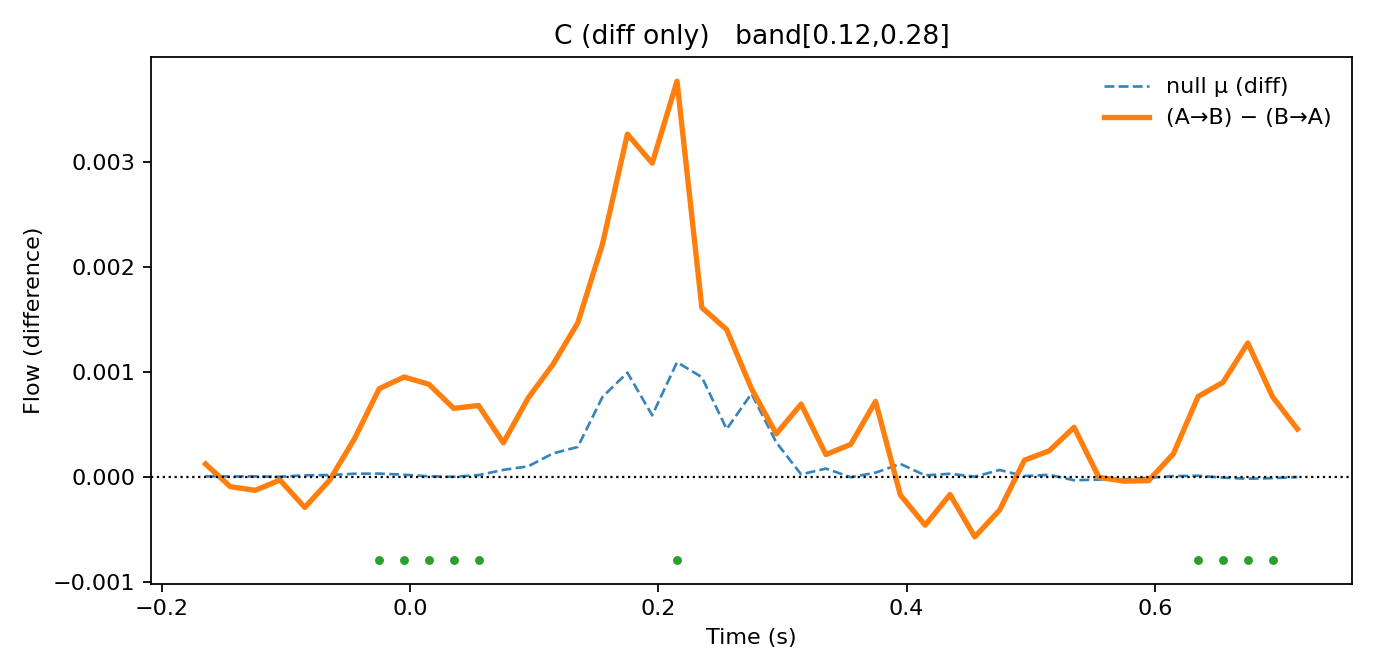 C (diff only)   band[0.12,0.28]
null μ (diff)
(A→B) − (B→A)
Flow (difference)
0.003
0.002
0.001
0.000
−0.001
−0.2 0.0 0.2 0.4 0.6
Time (s)